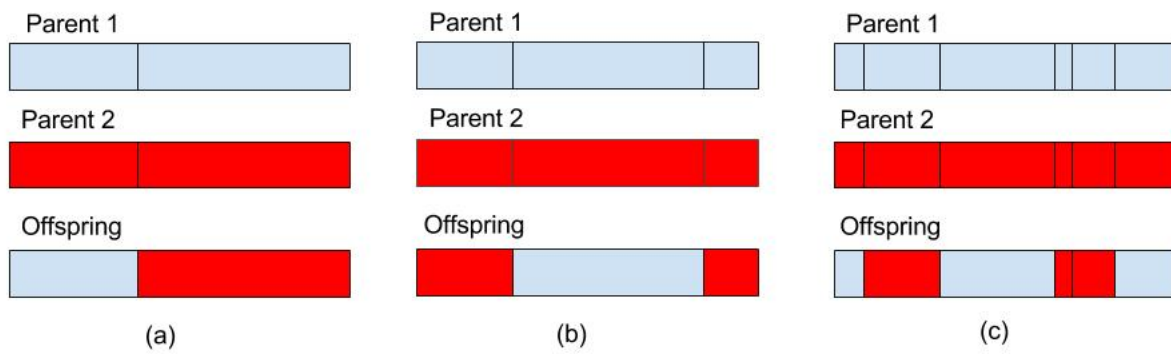 Parent 1
Parent 2
Offspring
(a)
Parent 1
Parent 2
Offspring
(b)
Parent 1
Parent 2
Offspring
(c)